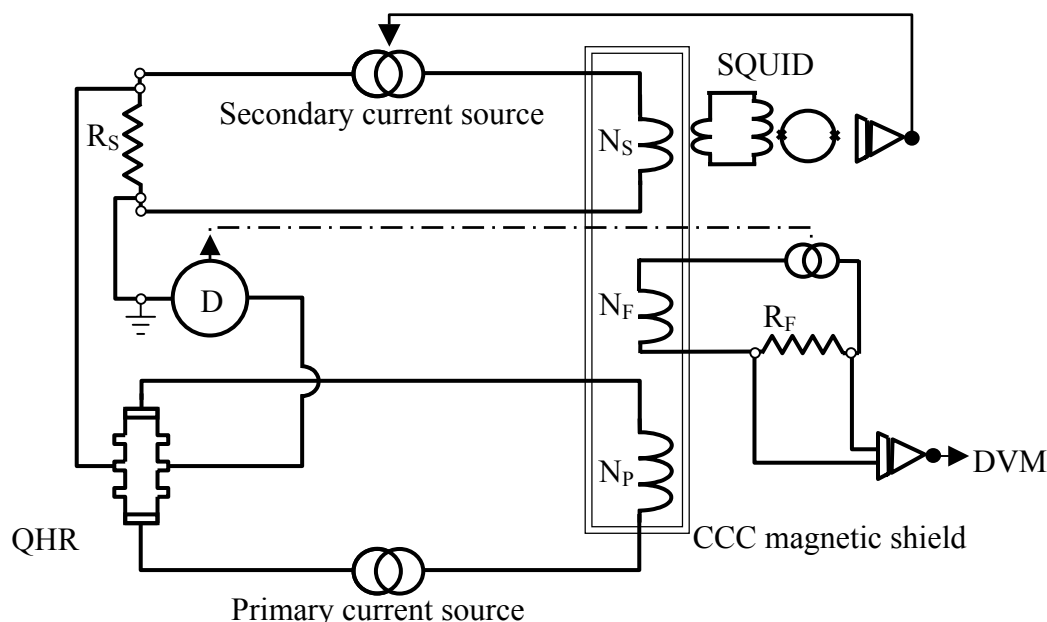 SQUID
Secondary current source
R_S
N_S
D
N_F
R_F
N_P
DVM
QHR
CCC magnetic shield
Primary current source